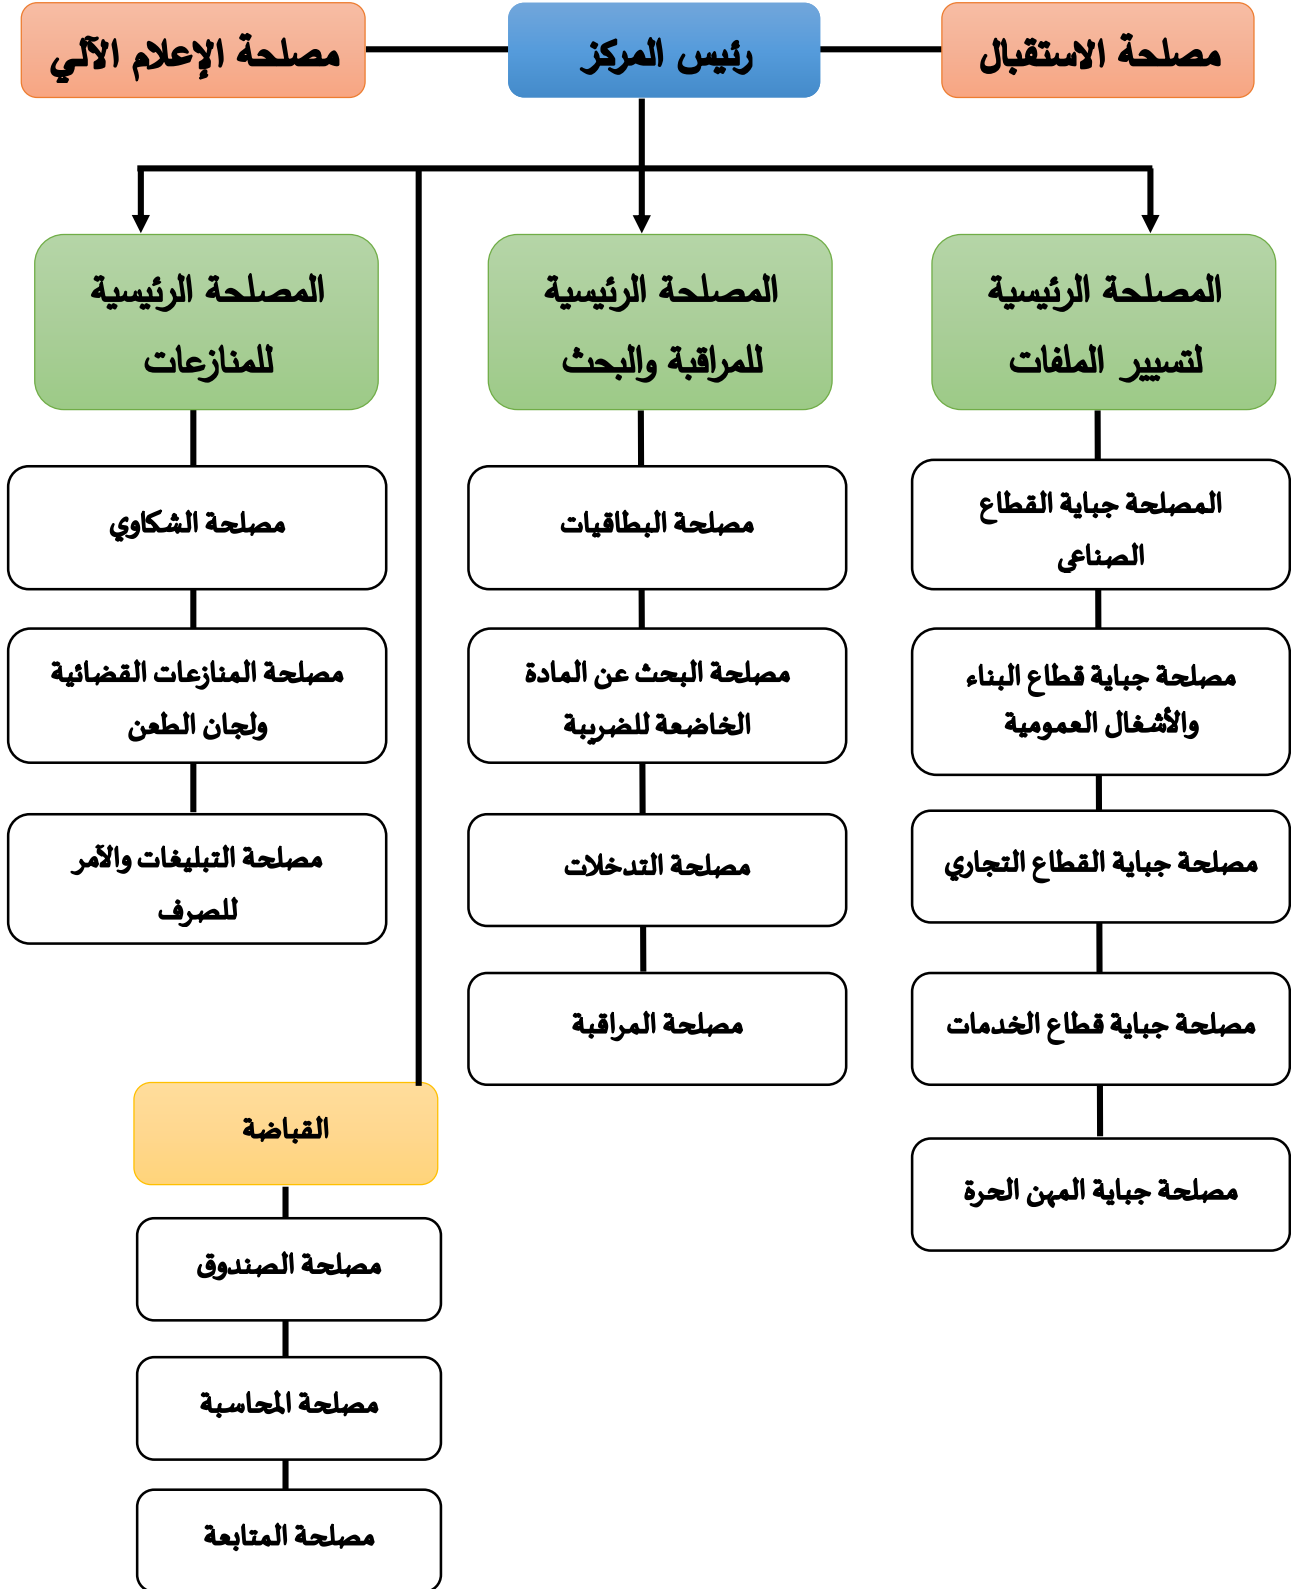 مصلحة الاستقبال
رئيس المركز
مصلحة الإعلام الآلي
المصلحة الرئيسية
لتسيير الملفات
المصلحة جباية القطاع
الصناعي
مصلحة جباية قطاع البناء
والأشغال العمومية
مصلحة جباية القطاع التجاري
مصلحة جباية قطاع الخدمات
مصلحة جباية المهن الحرة
المصلحة الرئيسية
للمراقبة والبحث
مصلحة البطاقيات
مصلحة البحث عن المادة
الخاضعة للضريبة
مصلحة التدخلات
مصلحة المراقبة
المصلحة الرئيسية
للمنازعات
مصلحة الشكاوي
مصلحة المنازعات القضائية
ولجان الطعن
مصلحة التبليغات والآمر
للصرف
القباضة
مصلحة الصندوق
مصلحة المحاسبة
مصلحة المتابعة